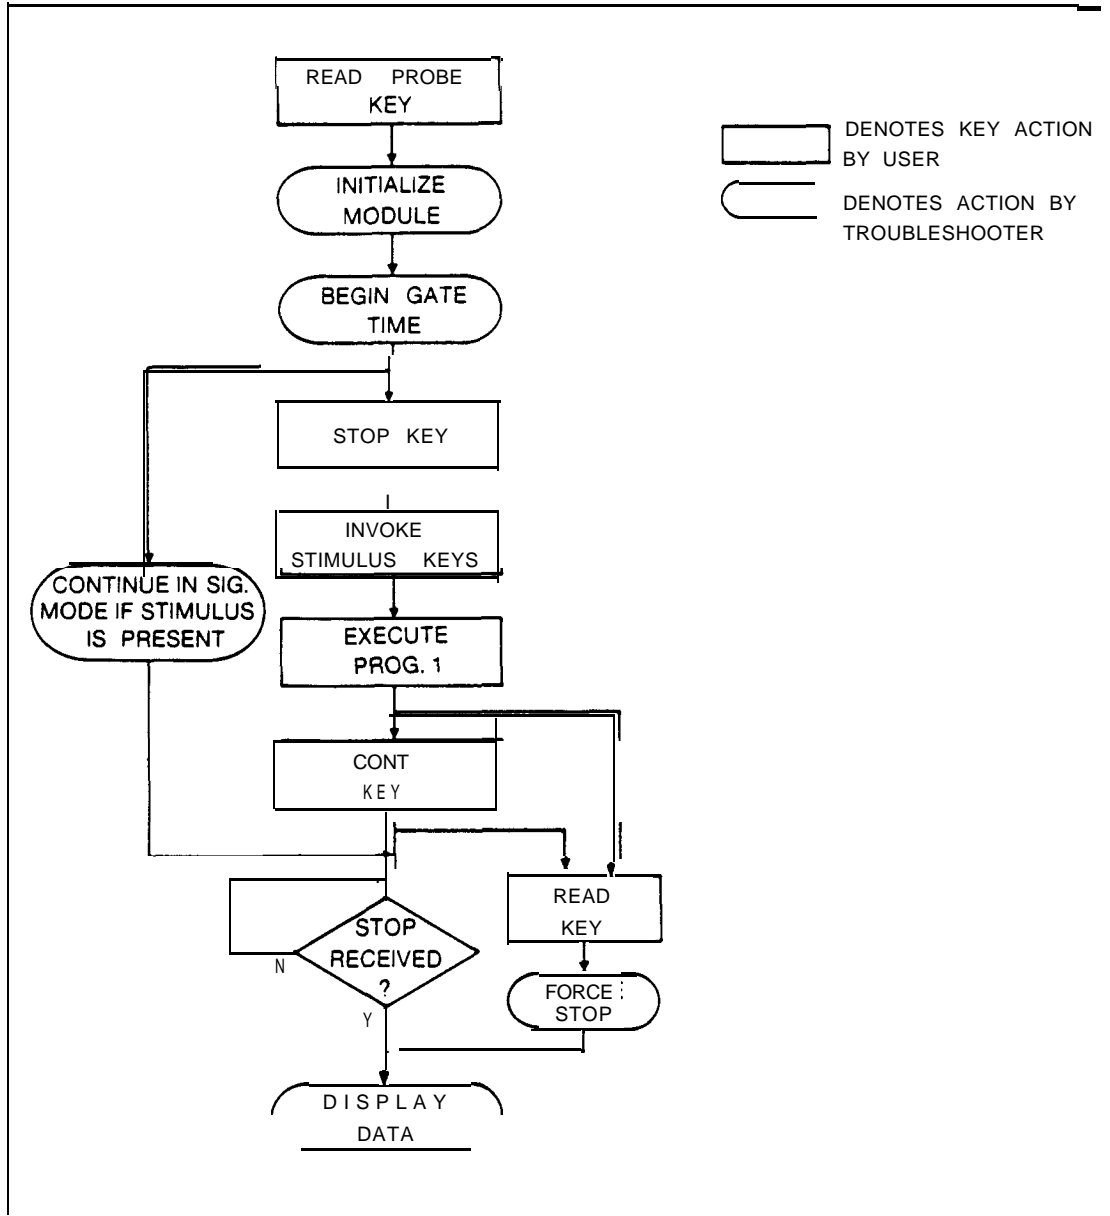 READ PROBE
KEY
DENOTES KEY ACTION
BY USER
DENOTES ACTION BY
TROUBLESHOOTER
INITIALIZE
MODULE
BEGIN GATE
TIME
STOP KEY
INVOKE
STIMULUS KEYS
CONTINUE IN SIG.
MODE IF STIMULUS
IS PRESENT
EXECUTE
PROG. 1
CONT
KEY
READ
KEY
STOP
RECEIVED
?
N
Y
FORCE
STOP
DISPLAY
DATA